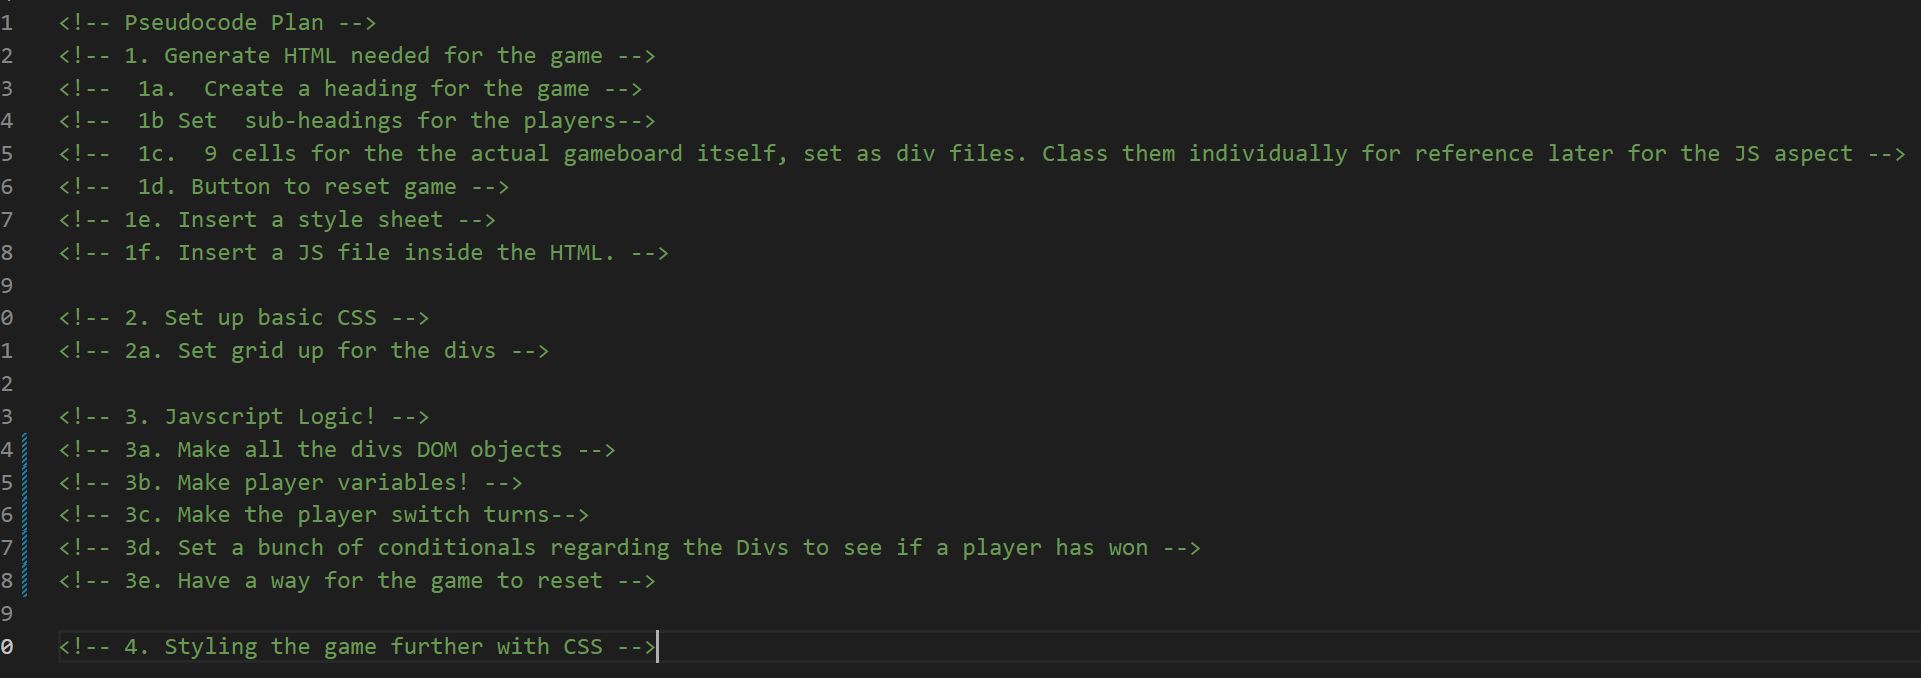 1 <!-- Pseudocode Plan -->
2 <!-- 1. Generate HTML needed for the game -->
3 <!--  1a.  Create a heading for the game -->
4 <!--  1b Set  sub-headings for the players-->
5 <!--  1c.  9 cells for the the actual gameboard itself, set as div files. Class them individually for reference later for the JS aspect -->
6 <!--  1d. Button to reset game -->
7 <!-- 1e. Insert a style sheet -->
8 <!-- 1f. Insert a JS file inside the HTML. -->
9
0 <!-- 2. Set up basic CSS -->
1 <!-- 2a. Set grid up for the divs -->
2
3 <!-- 3. Javscript Logic! -->
4 <!-- 3a. Make all the divs DOM objects -->
5 <!-- 3b. Make player variables! -->
6 <!-- 3c. Make the player switch turns-->
7 <!-- 3d. Set a bunch of conditionals regarding the Divs to see if a player has won -->
8 <!-- 3e. Have a way for the game to reset -->
9
0 <!-- 4. Styling the game further with CSS -->